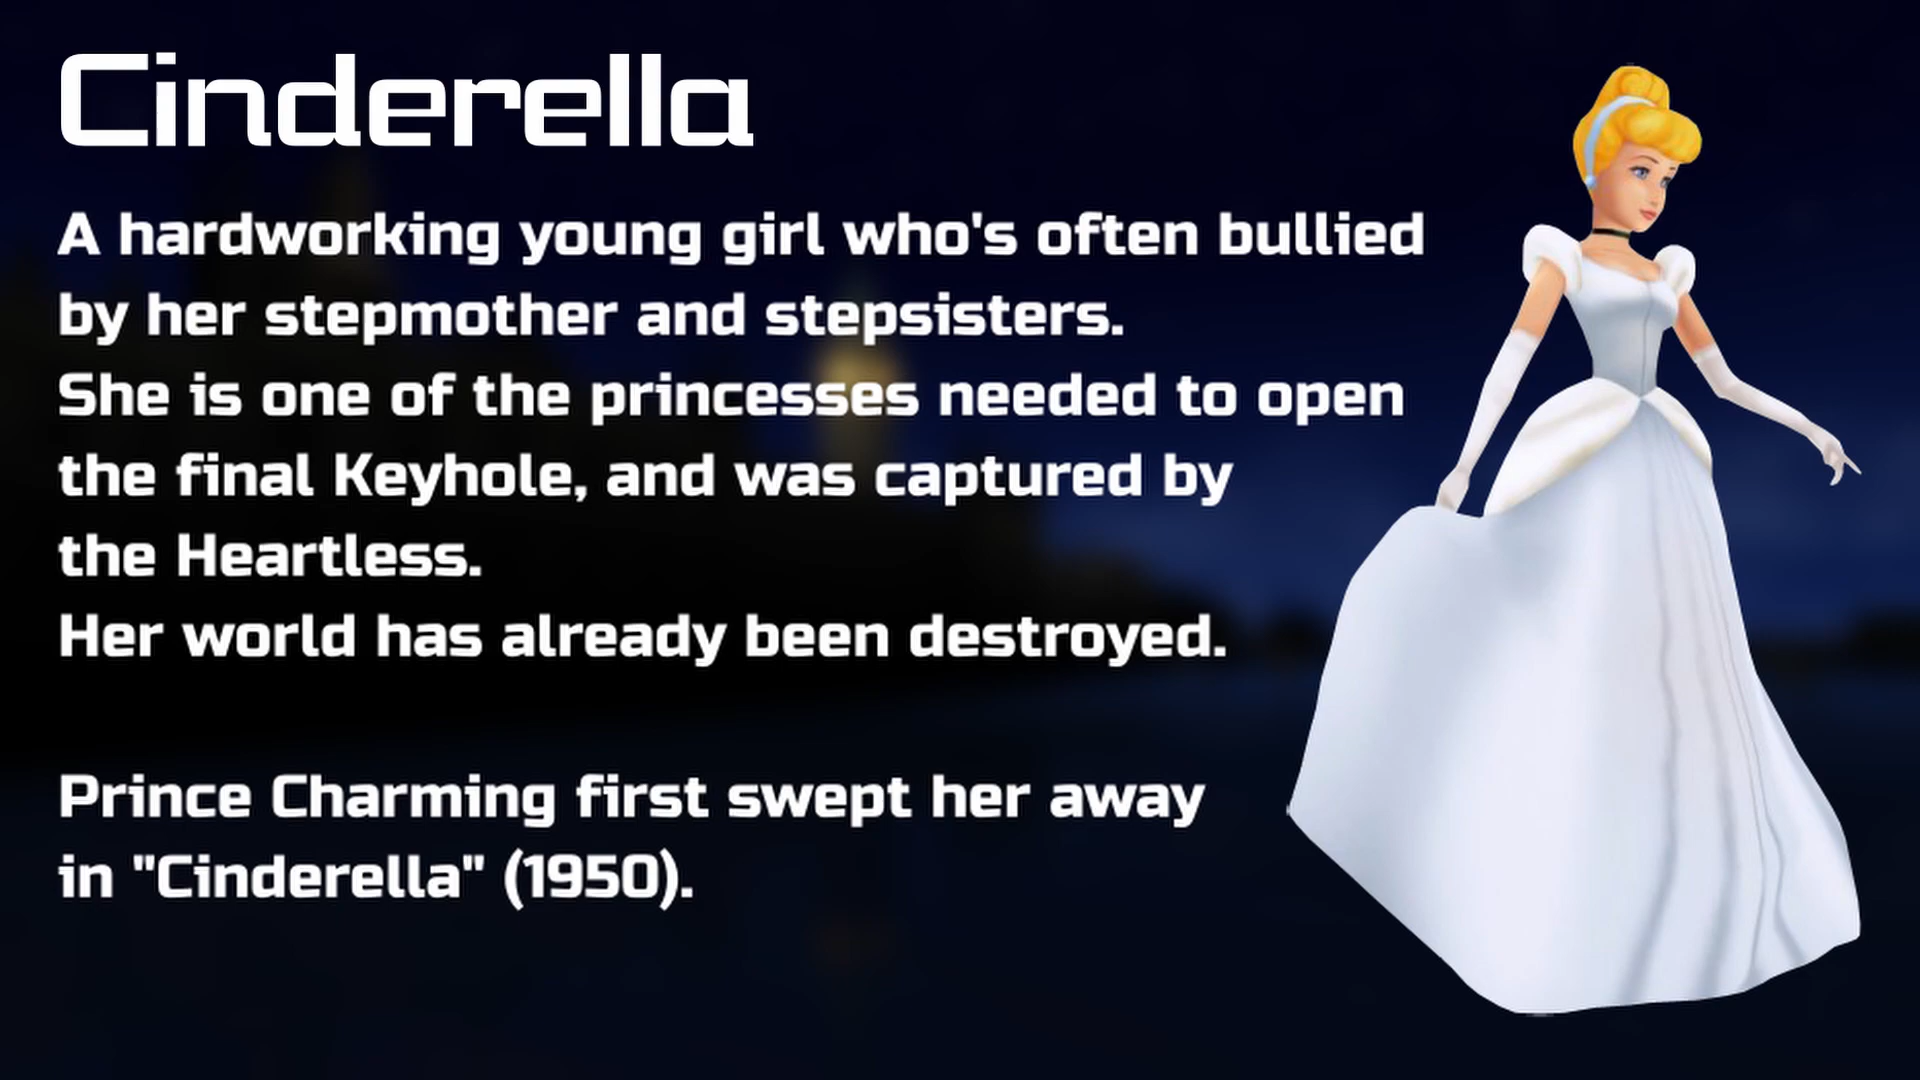 Cinderella
A hardworking young girl who's often bullied
by her stepmother and stepsisters.
She is one of the princesses needed to open
the final Keyhole, and was captured by
the Heartless.
Her world has already been destroyed.
Prince Charming first swept her away
in "Cinderella" (1950).